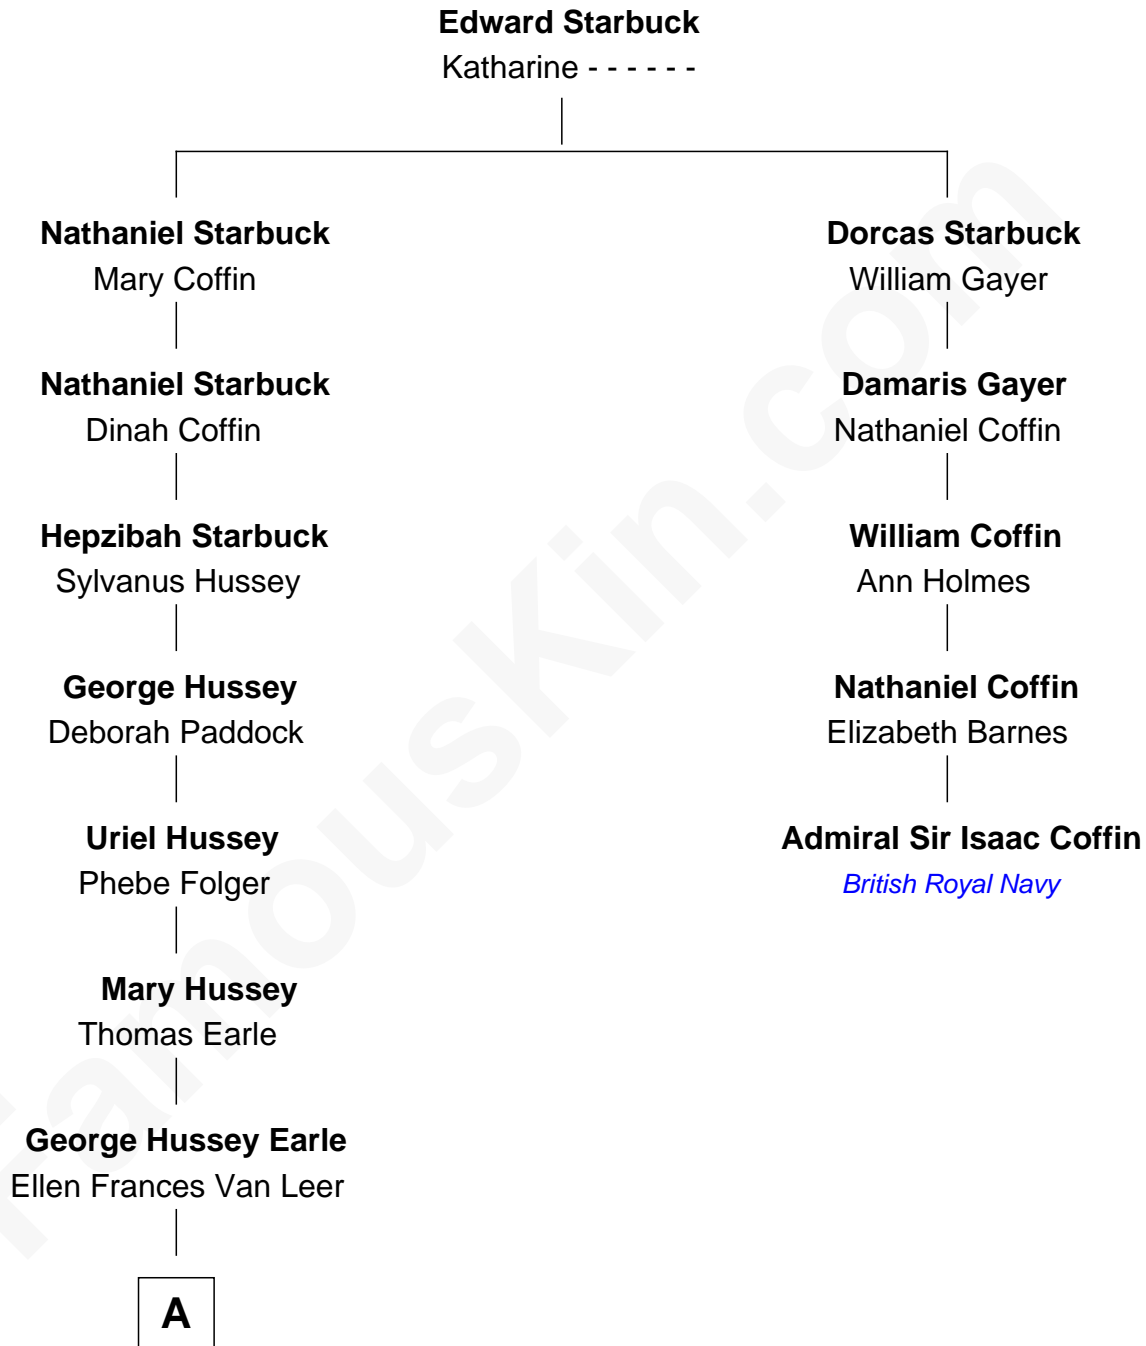 Edward Starbuck
Katharine - - - - - -
Nathaniel Starbuck
Mary Coffin
Dorcas Starbuck
William Gayer
Nathaniel Starbuck
Dinah Coffin
Damaris Gayer
Nathaniel Coffin
Hepzibah Starbuck
Sylvanus Hussey
William Coffin
Ann Holmes
George Hussey
Deborah Paddock
Nathaniel Coffin
Elizabeth Barnes
Uriel Hussey
Phebe Folger
Admiral Sir Isaac Coffin
British Royal Navy
Mary Hussey
Thomas Earle
George Hussey Earle
Ellen Frances Van Leer
A
FamousKin.com